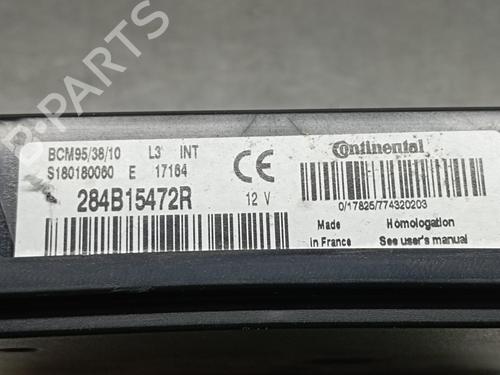 B-PARTS
BCM95/38/10 L3 INT
S180180060 E 17164
284B15472R
12 V
CE
Continental
0/17825/774320203
Made in France
Homologation
See user's manual